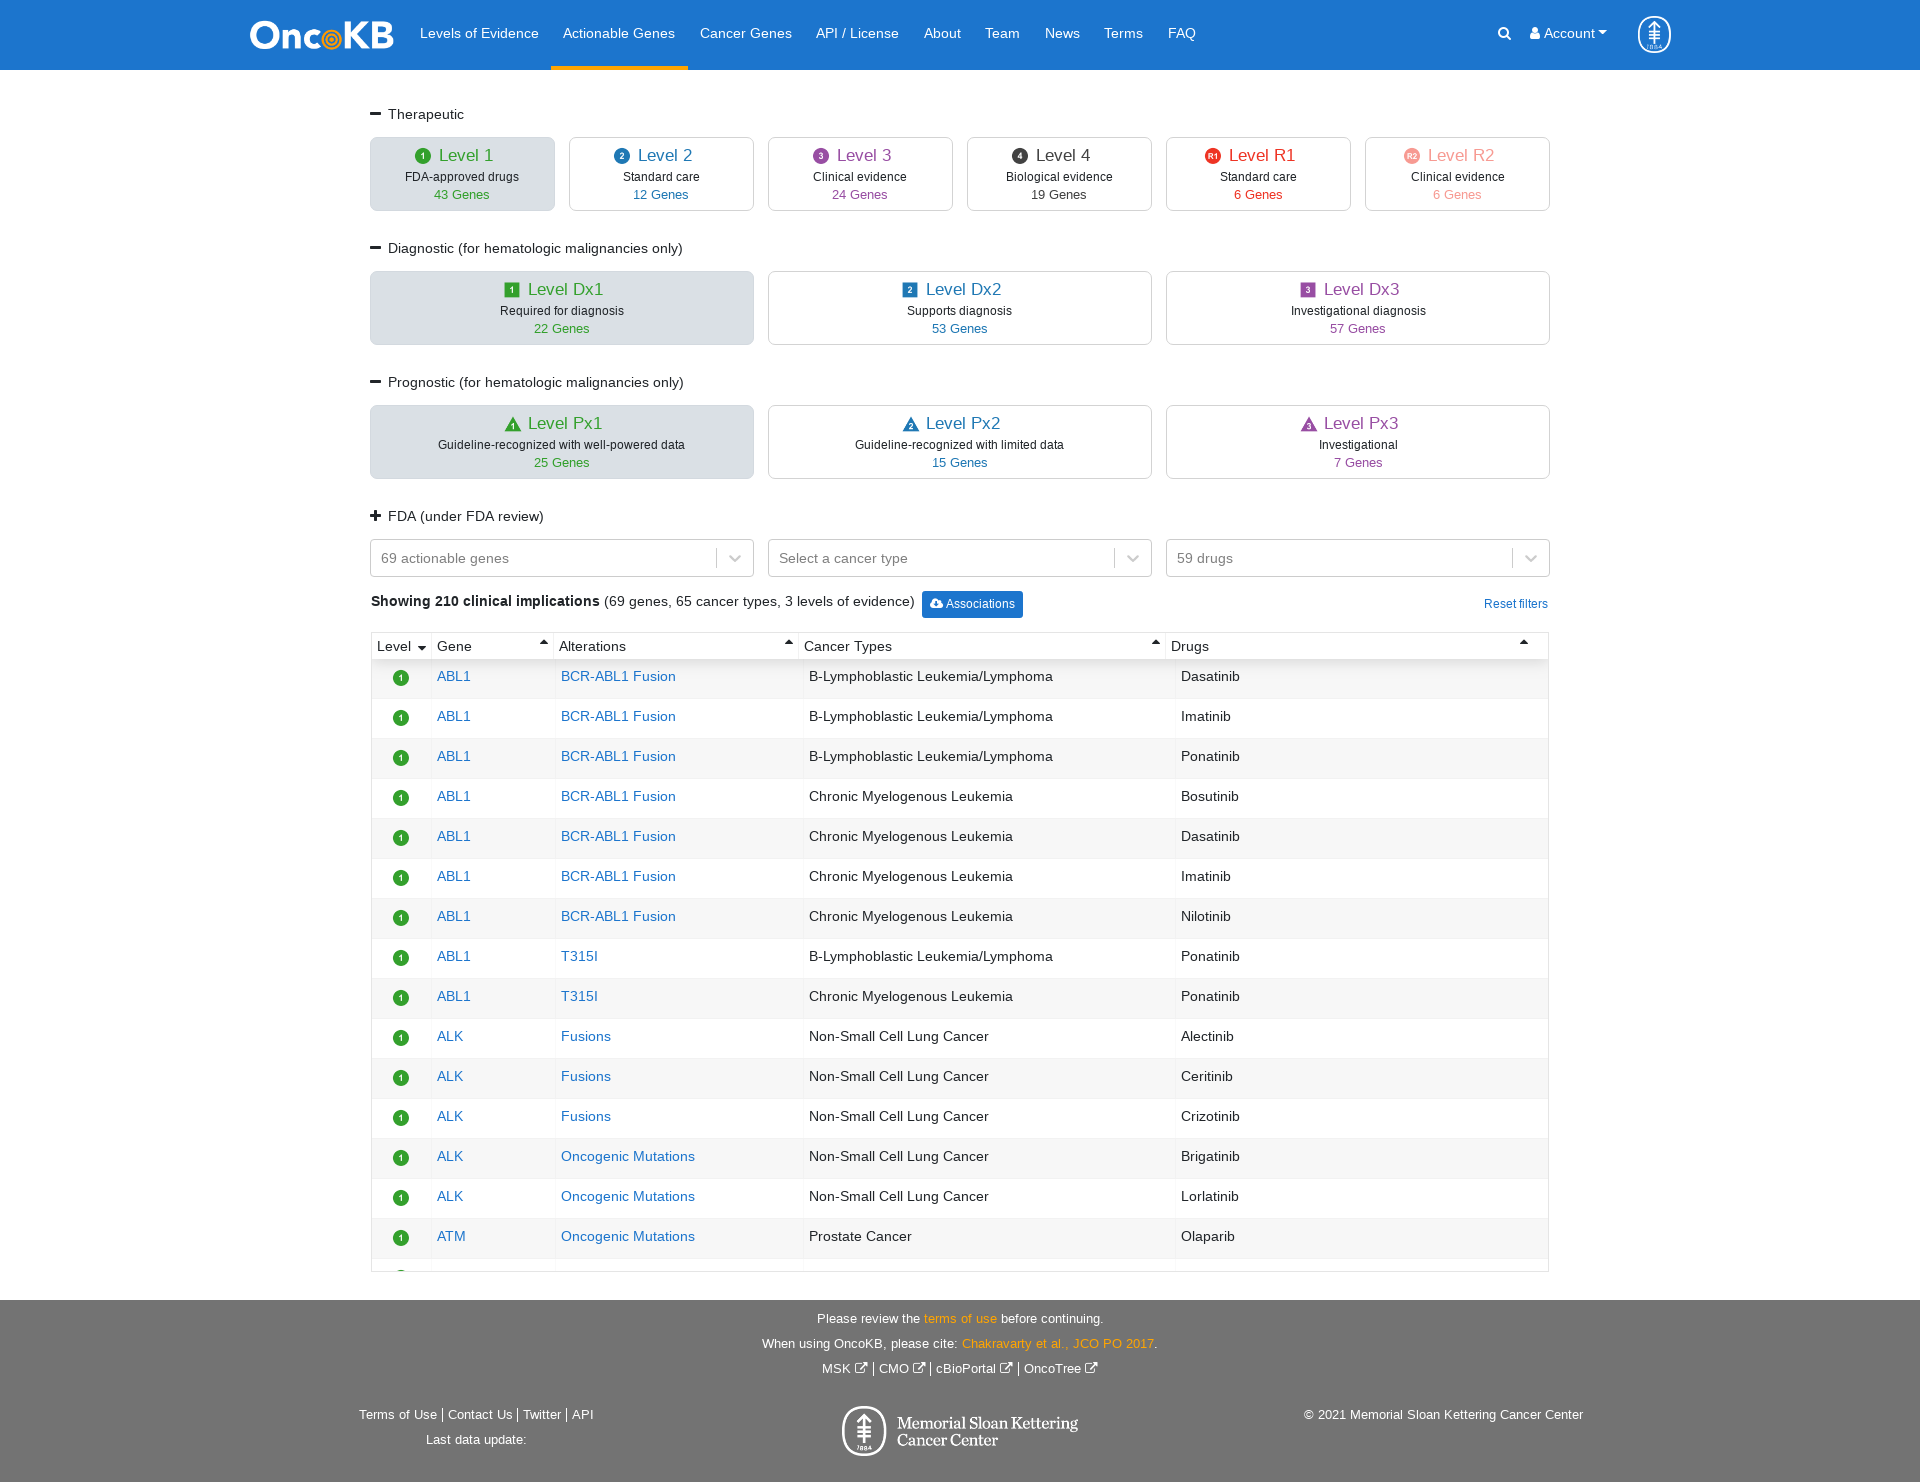 OncoKB Levels of Evidence Actionable Genes Cancer Genes API / License About Team News Terms FAQ Account 1884
Therapeutic
1 Level 1 2 Level 2 3 Level 3 4 Level 4 R1 Level R1 R2 Level R2
FDA-approved drugs Standard care Clinical evidence Biological evidence Standard care Clinical evidence
43 Genes 12 Genes 24 Genes 19 Genes 6 Genes 6 Genes
Diagnostic (for hematologic malignancies only)
1 Level Dx1 2 Level Dx2 3 Level Dx3
Required for diagnosis Supports diagnosis Investigational diagnosis
22 Genes 53 Genes 57 Genes
Prognostic (for hematologic malignancies only)
1 Level Px1 2 Level Px2 3 Level Px3
Guideline-recognized with well-powered data Guideline-recognized with limited data Investigational
25 Genes 15 Genes 7 Genes
FDA (under FDA review)
69 actionable genes Select a cancer type 59 drugs
Showing 210 clinical implications (69 genes, 65 cancer types, 3 levels of evidence) Associations Reset filters
Level Gene Alterations Cancer Types Drugs
1 ABL1 BCR-ABL1 Fusion B-Lymphoblastic Leukemia/Lymphoma Dasatinib
1 ABL1 BCR-ABL1 Fusion B-Lymphoblastic Leukemia/Lymphoma Imatinib
1 ABL1 BCR-ABL1 Fusion B-Lymphoblastic Leukemia/Lymphoma Ponatinib
1 ABL1 BCR-ABL1 Fusion Chronic Myelogenous Leukemia Bosutinib
1 ABL1 BCR-ABL1 Fusion Chronic Myelogenous Leukemia Dasatinib
1 ABL1 BCR-ABL1 Fusion Chronic Myelogenous Leukemia Imatinib
1 ABL1 BCR-ABL1 Fusion Chronic Myelogenous Leukemia Nilotinib
1 ABL1 T315I B-Lymphoblastic Leukemia/Lymphoma Ponatinib
1 ABL1 T315I Chronic Myelogenous Leukemia Ponatinib
1 ALK Fusions Non-Small Cell Lung Cancer Alectinib
1 ALK Fusions Non-Small Cell Lung Cancer Ceritinib
1 ALK Fusions Non-Small Cell Lung Cancer Crizotinib
1 ALK Oncogenic Mutations Non-Small Cell Lung Cancer Brigatinib
1 ALK Oncogenic Mutations Non-Small Cell Lung Cancer Lorlatinib
1 ATM Oncogenic Mutations Prostate Cancer Olaparib
Please review the terms of use before continuing.
When using OncoKB, please cite: Chakravarty et al., JCO PO 2017.
MSK | CMO | cBioPortal | OncoTree
Terms of Use | Contact Us | Twitter | API
Last data update:
1884 Memorial Sloan Kettering
Cancer Center
© 2021 Memorial Sloan Kettering Cancer Center